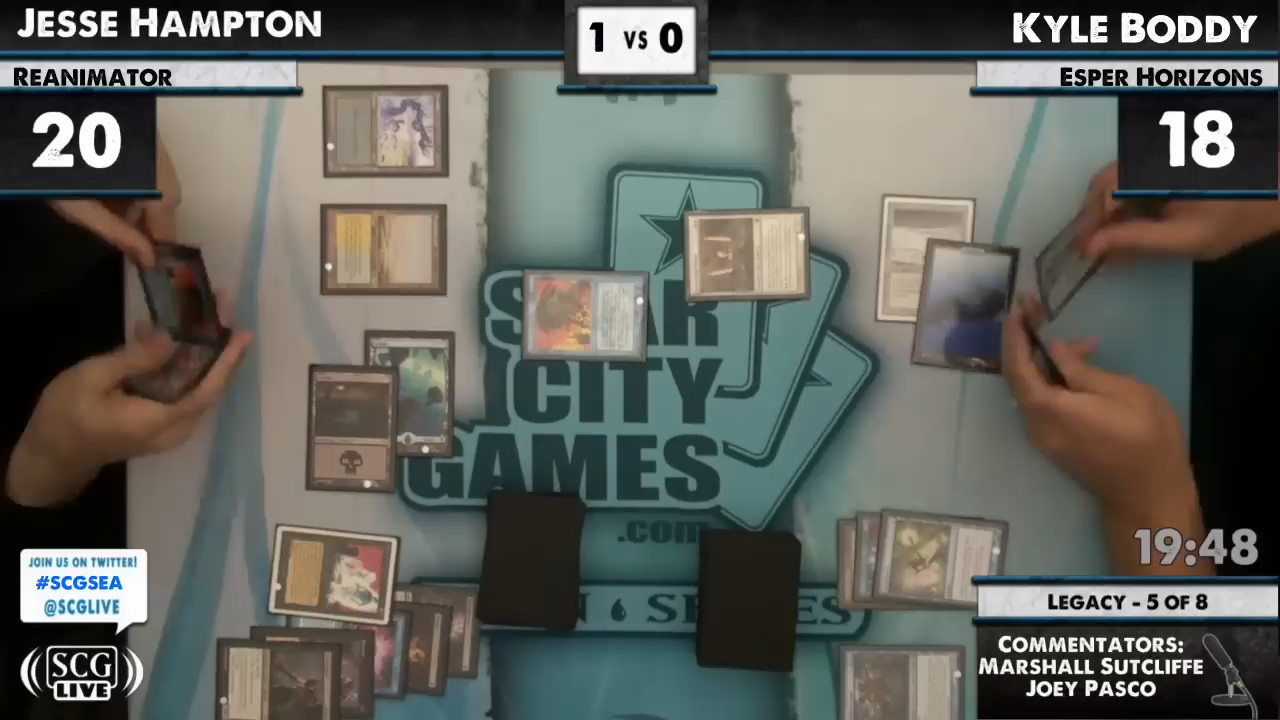 JESSE HAMPTON
1 VS 0
KYLE BODDY
REANIMATOR
ESPER HORIZONS
20
18
STAR
CITY
GAMES
.com
19:48
JOIN US ON TWITTER!
#SCGSEA
@SCGLIVE
LEGACY - 5 OF 8
COMMENTATORS:
MARSHALL SUTCLIFFE
JOEY PASCO
SCG
LIVE